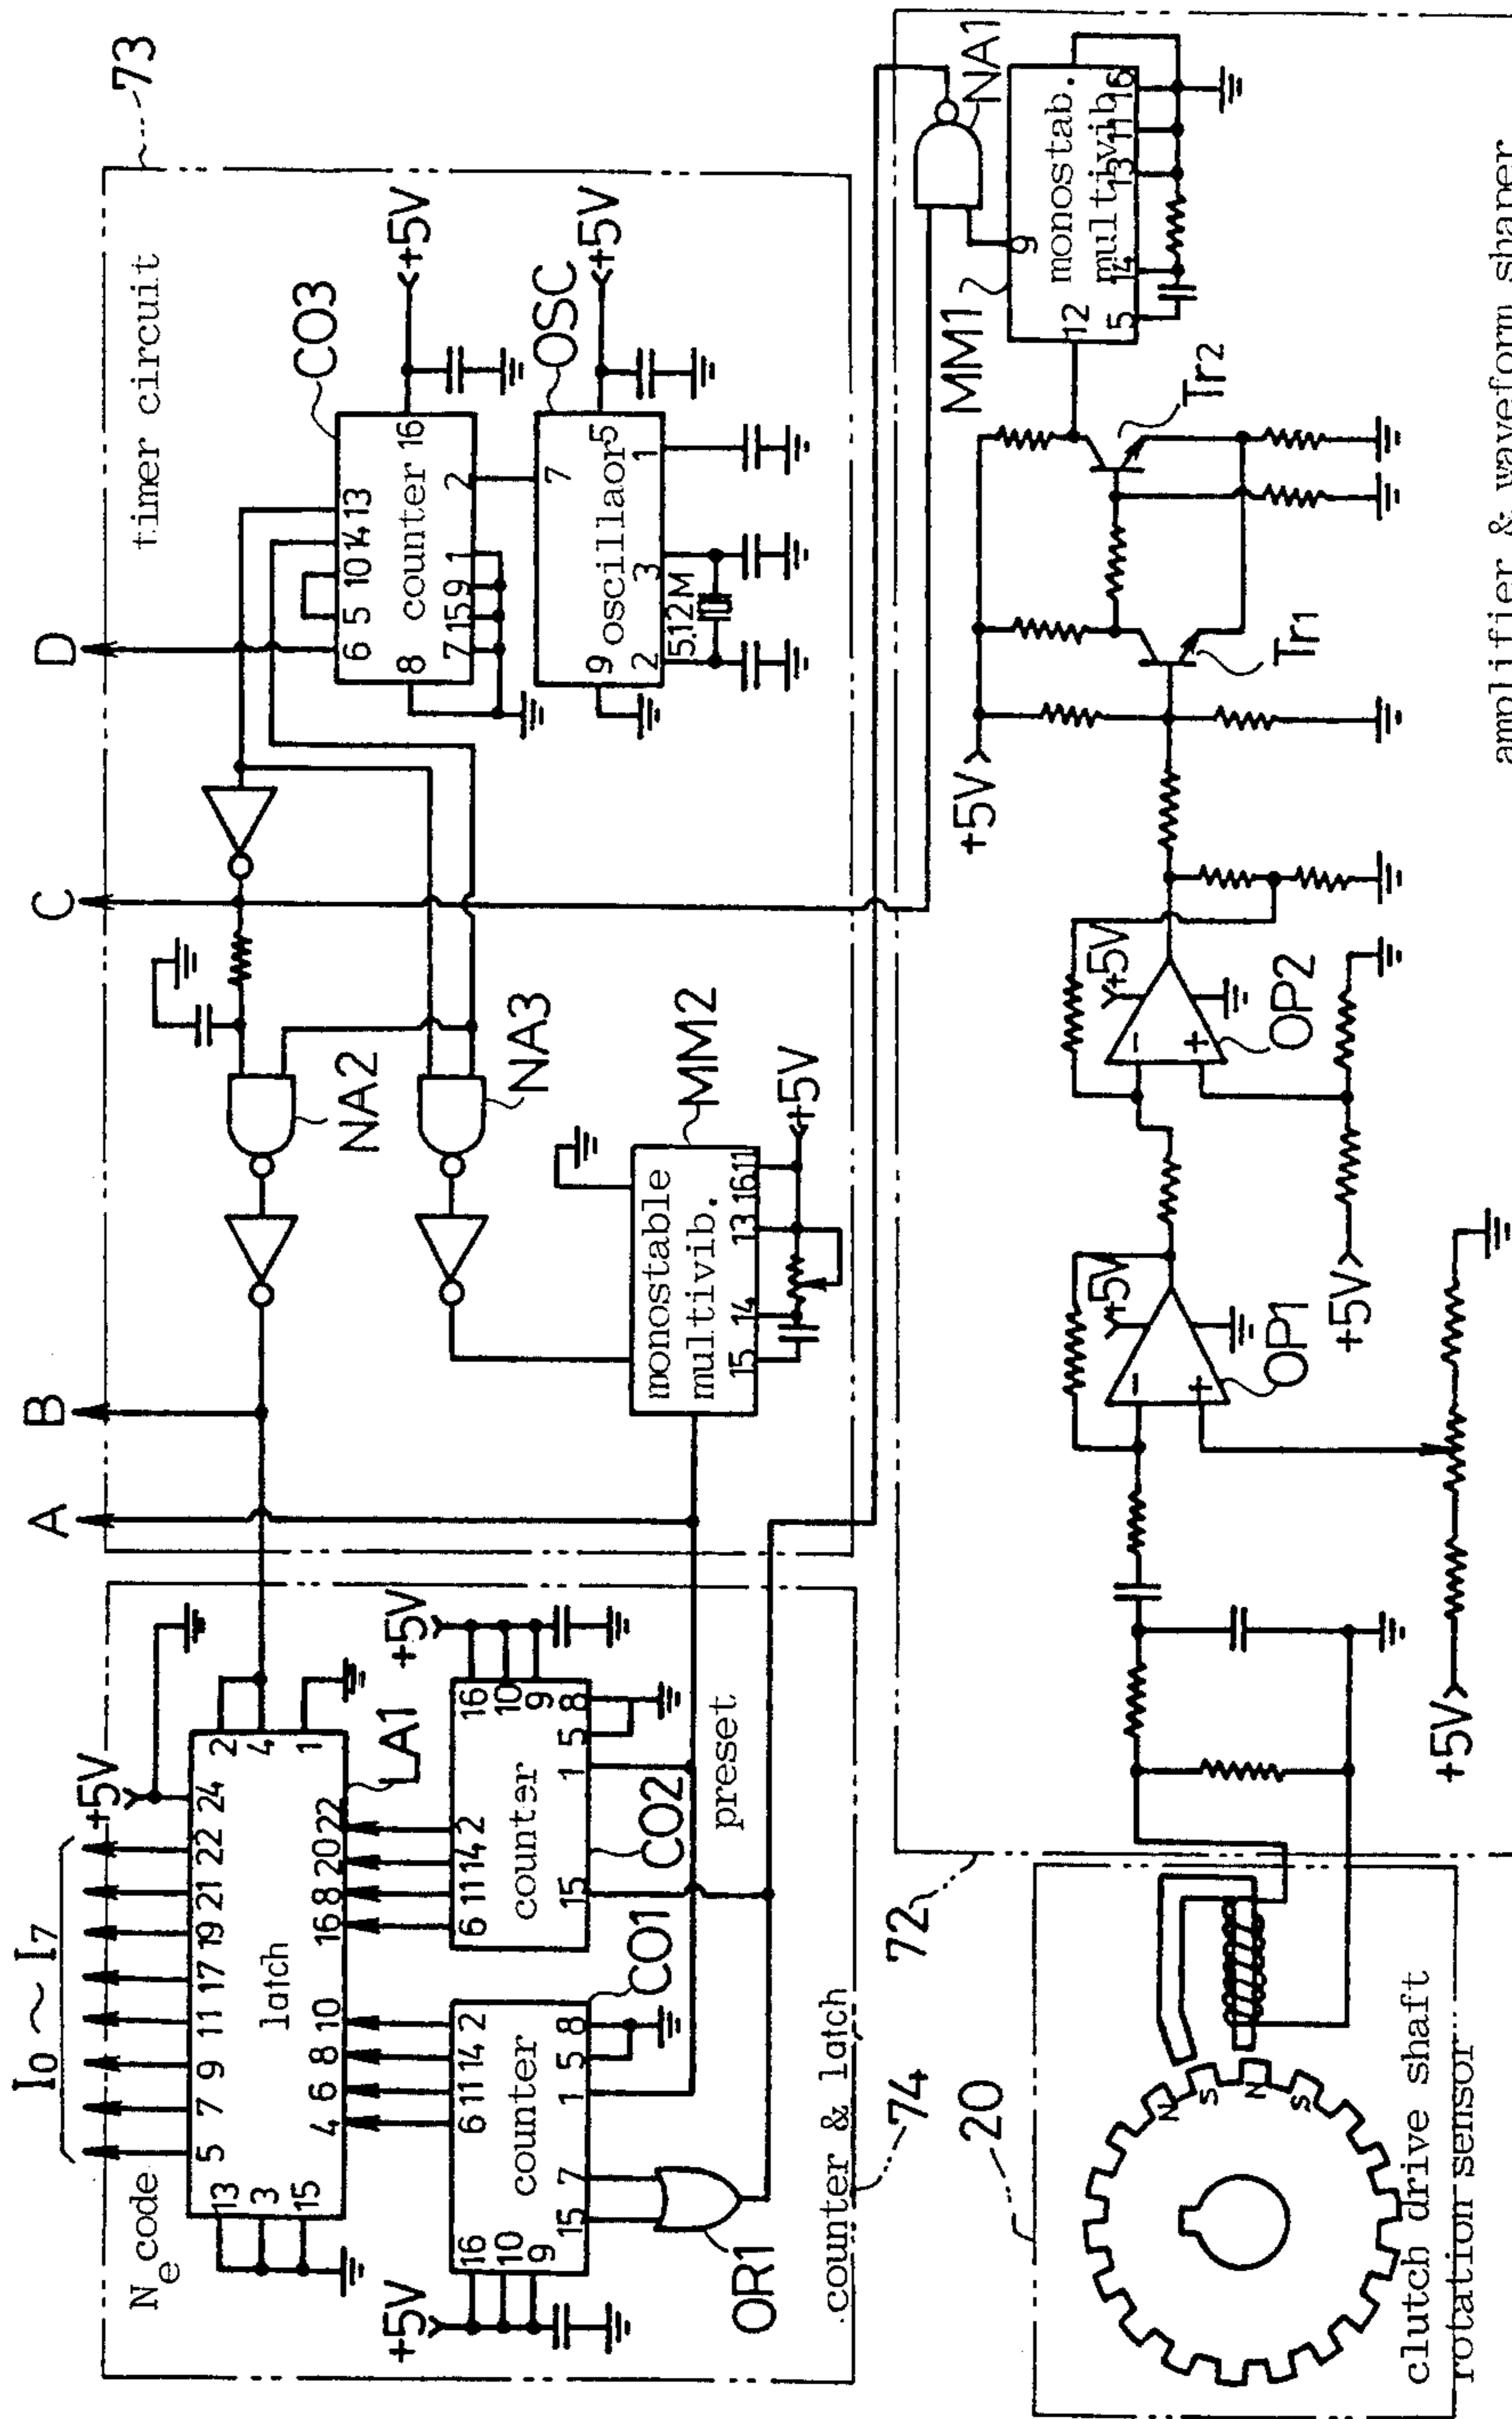 73
timer circuit
D
C
B
A
CO3
counter
+5V
16
13
14
10
5
6
8
7
15
9
1
2
OSC
oscillaor
+5V
7
5
1
3
2
9
5.12M
NA2
NA3
MM2
monostable
multivib.
15
14
13
16
11
+5V
I0 ~ I7
Ne code
+5V
5
7
9
11
17
19
21
22
24
13
3
15
latch
2
4
1
LA1
4
6
8
10
16
8
20
22
counter
6
11
14
2
16
10
9
15
7
1
5
8
CO1
+5V
OR1
counter
6
11
14
2
16
10
9
15
1
5
8
CO2
+5V
preset
counter & latch
74
72
20
N
S
N
S
clutch drive shaft
rotation sensor
+5V
OP1
+5V
-
+
+5V
OP2
+5V
-
+
+5V
Tr1
Tr2
MM1
monostab.
multivib.
12
9
5
14
13
11
16
NA1
amplifier & waveform shaper